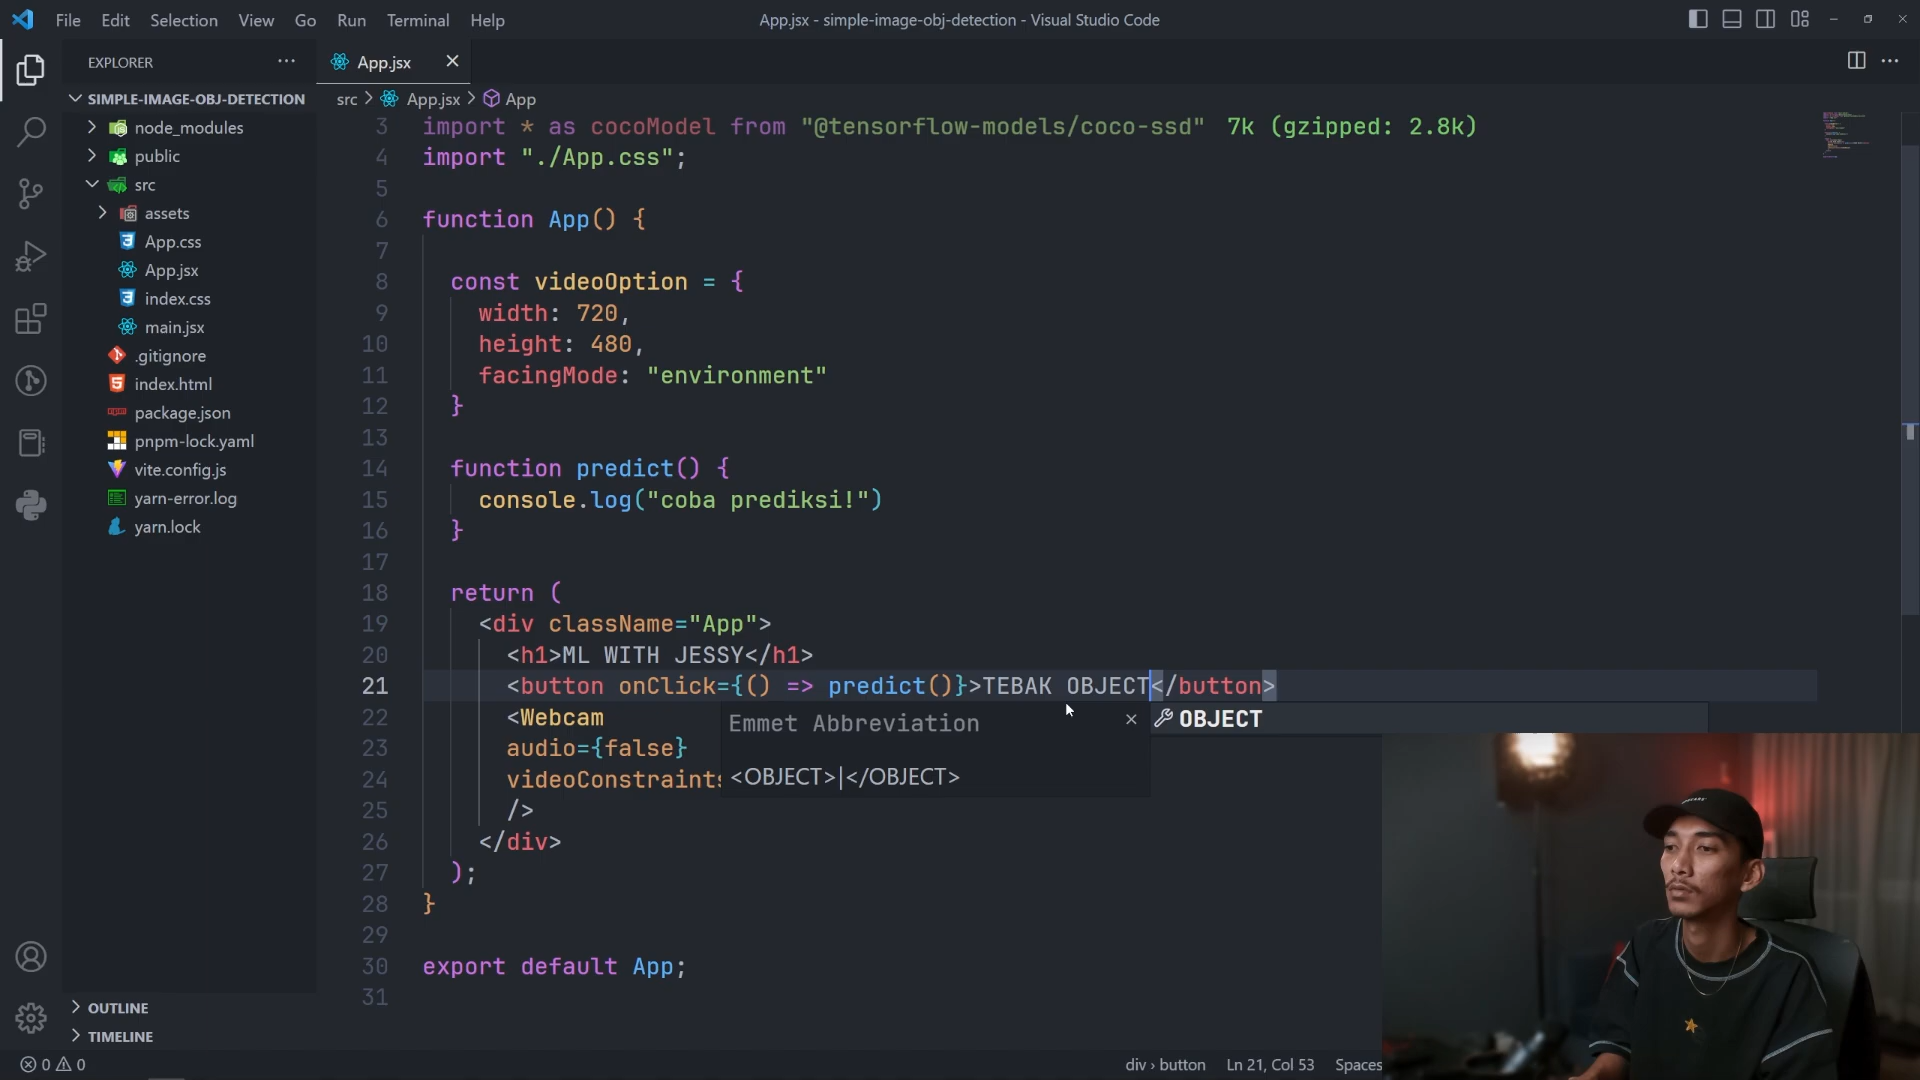 File Edit Selection View Go Run Terminal Help
App.jsx - simple-image-obj-detection - Visual Studio Code
EXPLORER
App.jsx
SIMPLE-IMAGE-OBJ-DETECTION
src > App.jsx > App
node_modules
public
src
assets
App.css
App.jsx
index.css
main.jsx
.gitignore
index.html
package.json
pnpm-lock.yaml
vite.config.js
yarn-error.log
yarn.lock
OUTLINE
TIMELINE
3 import * as cocoModel from "@tensorflow-models/coco-ssd" 7k (gzipped: 2.8k)
4 import "./App.css";
5
6 function App() {
7
8 const videoOption = {
9 width: 720,
10 height: 480,
11 facingMode: "environment"
12 }
13
14 function predict() {
15 console.log("coba prediksi!")
16 }
17
18 return (
19 <div className="App">
20 <h1>ML WITH JESSY</h1>
21 <button onClick={() => predict()}>TEBAK OBJECT</button>
22 <Webcam
23 audio={false}
24 videoConstraints
25 />
26 </div>
27 );
28 }
29
30 export default App;
31
Emmet Abbreviation
<OBJECT>|</OBJECT>
OBJECT
0 0
div › button
Ln 21, Col 53
Spaces